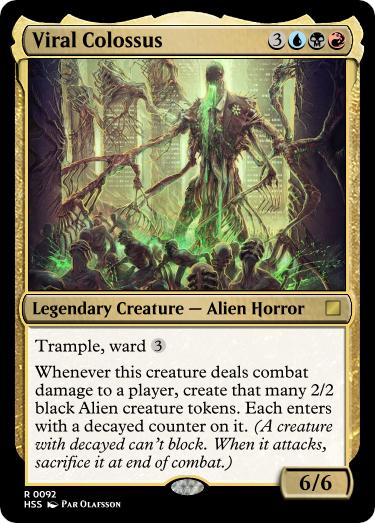 Viral Colossus 3
Legendary Creature — Alien Horror
Trample, ward 3
Whenever this creature deals combat
damage to a player, create that many 2/2
black Alien creature tokens. Each enters
with a decayed counter on it. (A creature
with decayed can't block. When it attacks,
sacrifice it at end of combat.)
6/6
R 0092
HSS Par Olafsson